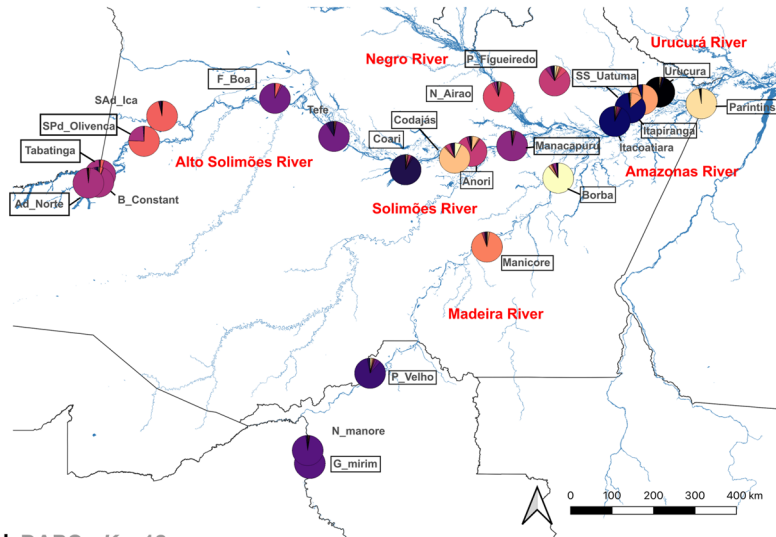 Urucurá River
Negro River
P_Figueiredo
F_Boa
SS_Uatuma
Urucura
SAd_Ica
N_Airao
Tefe
Codajás
Parintins
SPd_Olivenca
Coari
Itapiranga
Tabatinga
Manacapuru
Itacoatiara
Alto Solimões River
Anori
Amazonas River
Ad_Norte
B_Constant
Solimões River
Borba
Manicore
Madeira River
P_Velho
N_manore
G_mirim
0 100 200 300 400 km